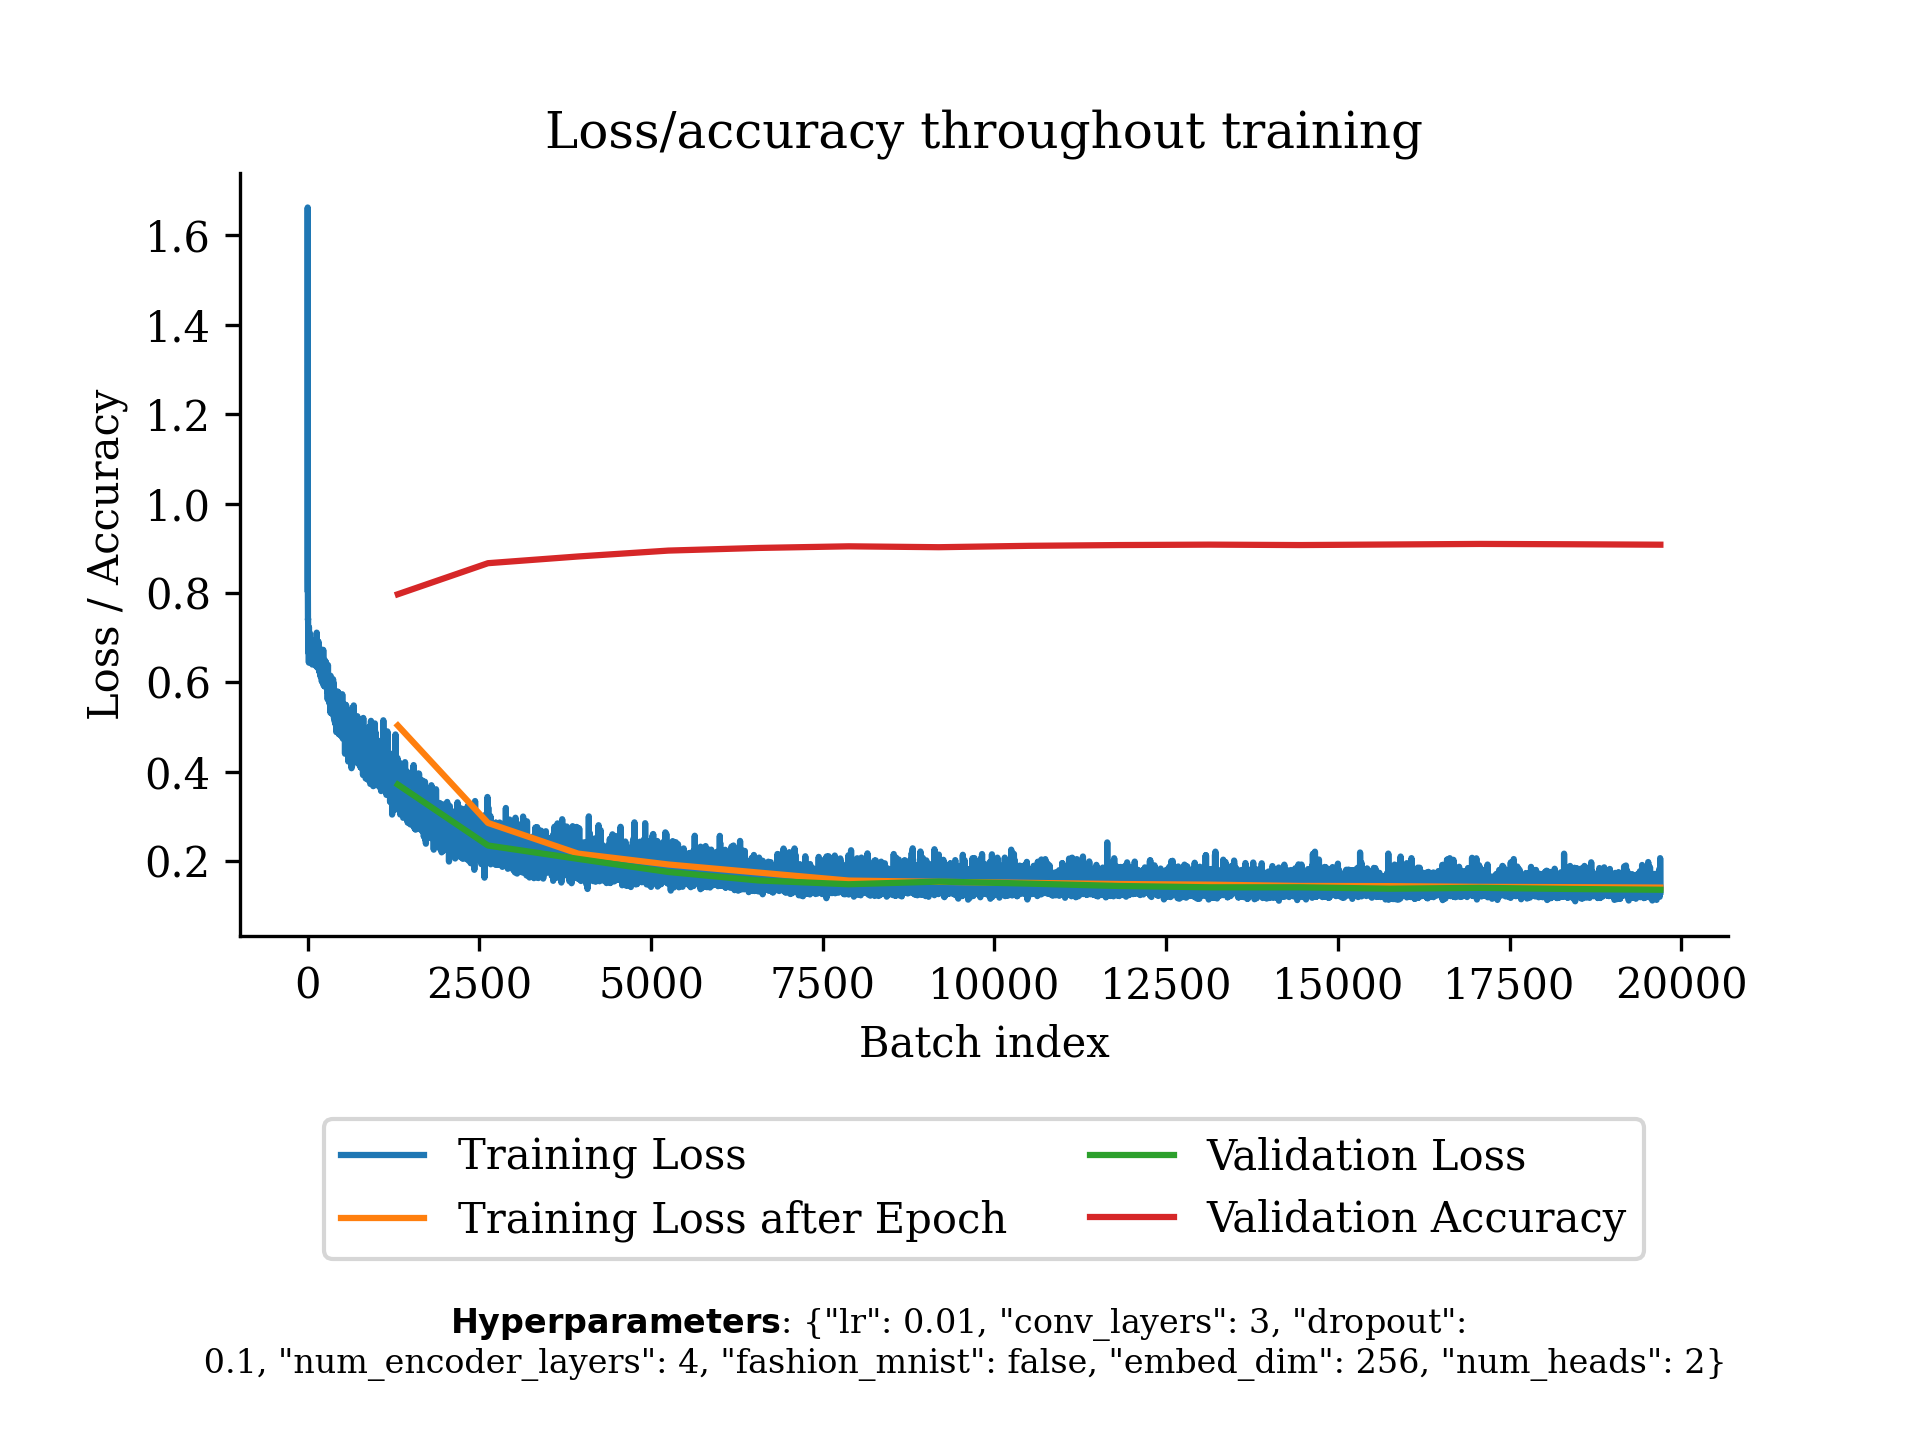 Loss/accuracy throughout training
1.6
1.4
1.2
1.0
0.8
0.6
0.4
0.2
Loss / Accuracy
0 2500 5000 7500 10000 12500 15000 17500 20000
Batch index
Training Loss
Training Loss after Epoch
Validation Loss
Validation Accuracy
Hyperparameters: {"lr": 0.01, "conv_layers": 3, "dropout":
0.1, "num_encoder_layers": 4, "fashion_mnist": false, "embed_dim": 256, "num_heads": 2}